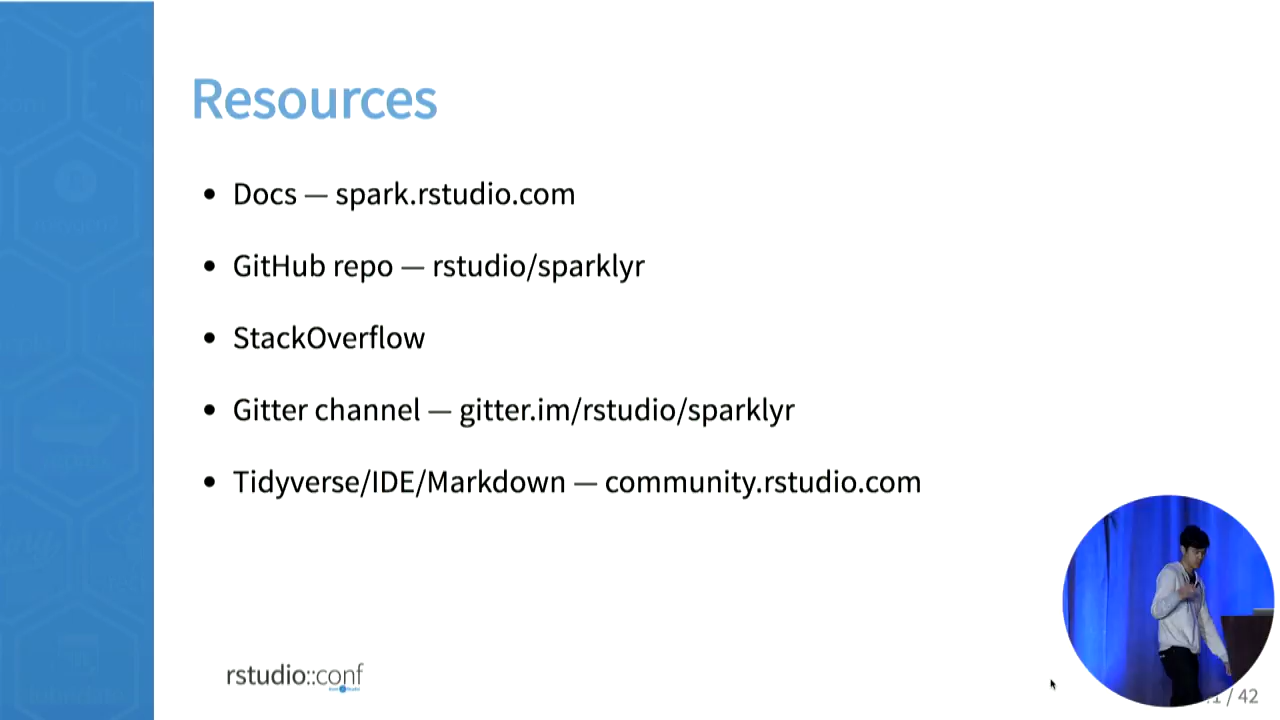 Resources
• Docs — spark.rstudio.com
• GitHub repo — rstudio/sparklyr
• StackOverflow
• Gitter channel — gitter.im/rstudio/sparklyr
• Tidyverse/IDE/Markdown — community.rstudio.com
rstudio::conf
/ 42